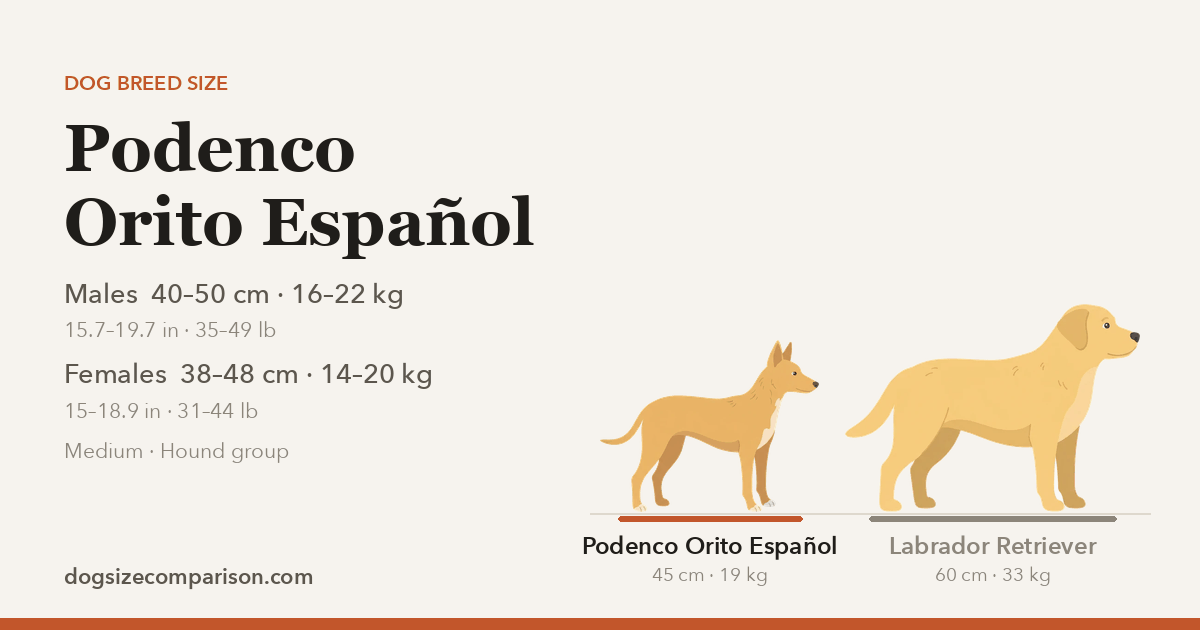 DOG BREED SIZE
Podenco
Orito Español
Males 40–50 cm · 16–22 kg
15.7–19.7 in · 35–49 lb
Females 38–48 cm · 14–20 kg
15–18.9 in · 31–44 lb
Medium · Hound group
Podenco Orito Español
45 cm · 19 kg
Labrador Retriever
60 cm · 33 kg
dogsizecomparison.com